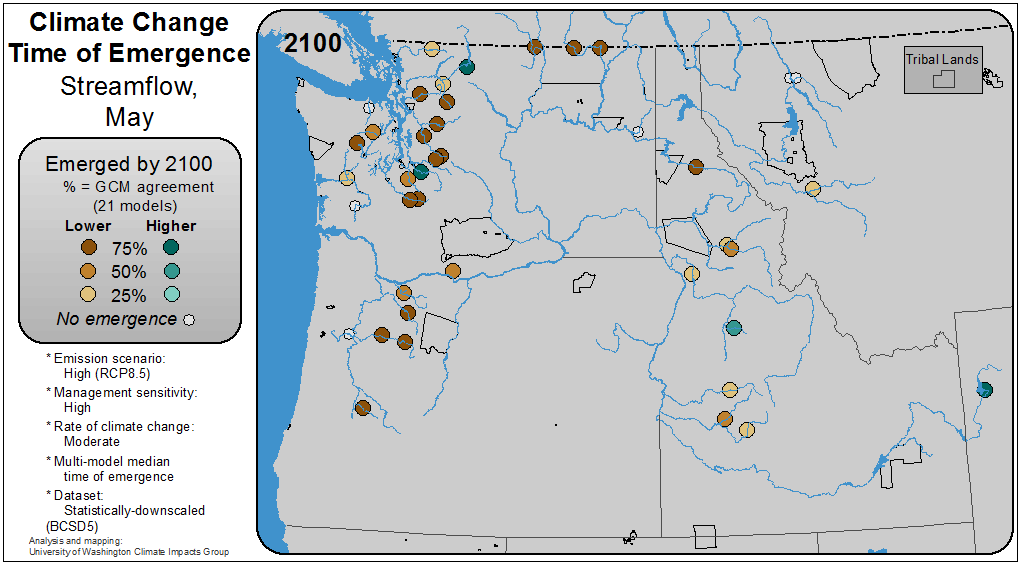 Climate Change
Time of Emergence
Streamflow,
May
Emerged by 2100
% = GCM agreement
(21 models)
Lower Higher
75%
50%
25%
No emergence
* Emission scenario:
High (RCP8.5)
* Management sensitivity:
High
* Rate of climate change:
Moderate
* Multi-model median
time of emergence
* Dataset:
Statistically-downscaled
(BCSD5)
Analysis and mapping:
University of Washington Climate Impacts Group
2100
Tribal Lands